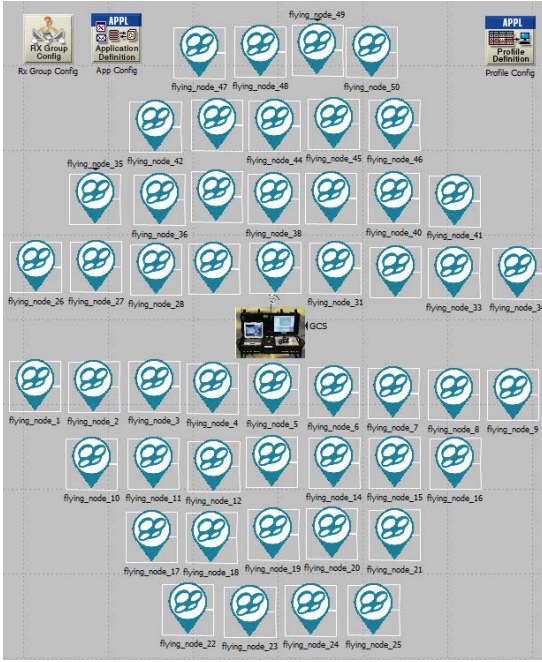 flying_node_49
APPL
RX Group
Config
Application
Definition
APPL
Profile
Definition
Rx Group Config
App Config
Profile Config
flying_node_47
flying_node_48
flying_node_50
flying_node_35
flying_node_42
flying_node_44
flying_node_45
flying_node_46
flying_node_36
flying_node_38
flying_node_40
flying_node_41
flying_node_26
flying_node_27
flying_node_28
flying_node_31
flying_node_33
flying_node_34
GCS
flying_node_1
flying_node_2
flying_node_3
flying_node_4
flying_node_5
flying_node_6
flying_node_7
flying_node_8
flying_node_9
flying_node_10
flying_node_11
flying_node_12
flying_node_14
flying_node_15
flying_node_16
flying_node_17
flying_node_18
flying_node_19
flying_node_20
flying_node_21
flying_node_22
flying_node_23
flying_node_24
flying_node_25